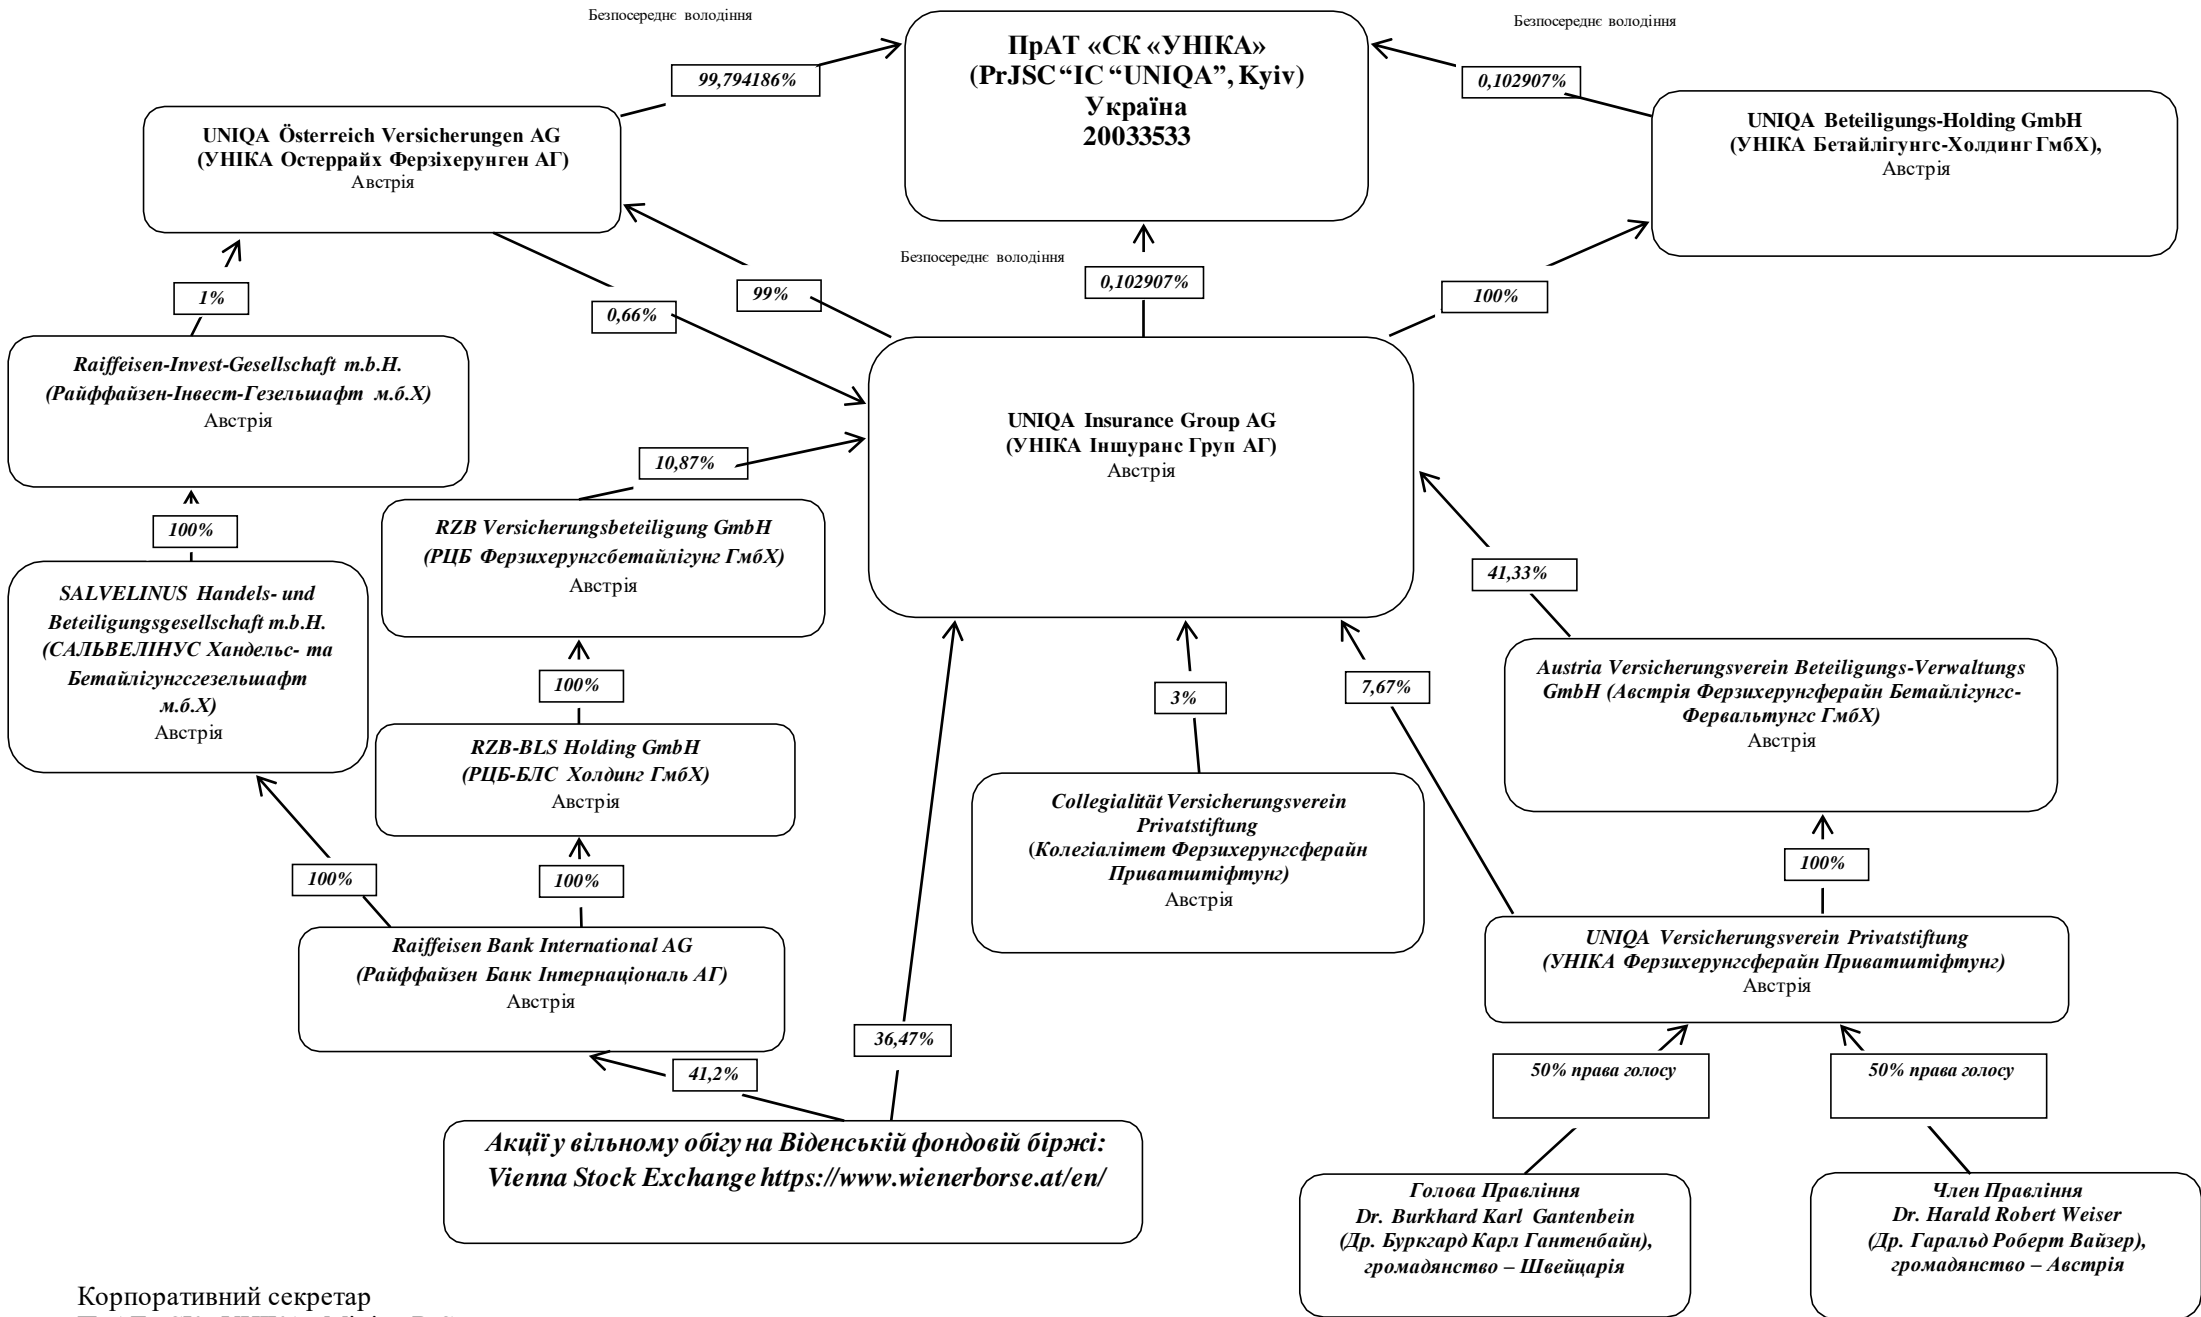 Безпосереднє володіння
Безпосереднє володіння
ПрАТ «СК «УНІКА»
(PrJSC “IC “UNIQA”, Kyiv)
Україна
20033533
99,794186%
0,102907%
UNIQA Österreich Versicherungen AG
(УНІКА Остеррайх Ферзіхерунген АГ)
Австрія
UNIQA Beteiligungs-Holding GmbH
(УНІКА Бетайлігунгс-Холдинг ГмбХ),
Австрія
Безпосереднє володіння
1%
0,66%
99%
0,102907%
100%
Raiffeisen-Invest-Gesellschaft m.b.H.
(Райффайзен-Інвест-Гезельшафт м.б.Х)
Австрія
UNIQA Insurance Group AG
(УНІКА Іншуранс Груп АГ)
Австрія
10,87%
100%
RZB Versicherungsbeteiligung GmbH
(РЦБ Ферзихерунгсбетайлігунг ГмбХ)
Австрія
41,33%
SALVELINUS Handels- und
Beteiligungsgesellschaft m.b.H.
(САЛЬВЕЛІНУС Хандельс- та
Бетайлігунгсгезельшафт
м.б.Х)
Австрія
100%
3%
7,67%
Austria Versicherungsverein Beteiligungs-Verwaltungs
GmbH (Австрія Ферзихерунгферайн Бетайлігунгс-
Фервальтунгс ГмбХ)
Австрія
RZB-BLS Holding GmbH
(РЦБ-БЛС Холдинг ГмбХ)
Австрія
Collegialität Versicherungsverein
Privatstiftung
(Колегіалітет Ферзихерунгсферайн
Приватштіфтунг)
Австрія
100%
100%
100%
Raiffeisen Bank International AG
(Райффайзен Банк Інтернаціональ АГ)
Австрія
UNIQA Versicherungsverein Privatstiftung
(УНІКА Ферзихерунгсферайн Приватштіфтунг)
Австрія
36,47%
41,2%
50% права голосу
50% права голосу
Акції у вільному обігу на Віденській фондовій біржі:
Vienna Stock Exchange https://www.wienerborse.at/en/
Голова Правління
Dr. Burkhard Karl Gantenbein
(Др. Буркгард Карл Гантенбайн),
громадянство – Швейцарія
Член Правління
Dr. Harald Robert Weiser
(Др. Гаральд Роберт Вайзер),
громадянство – Австрія
Корпоративний секретар